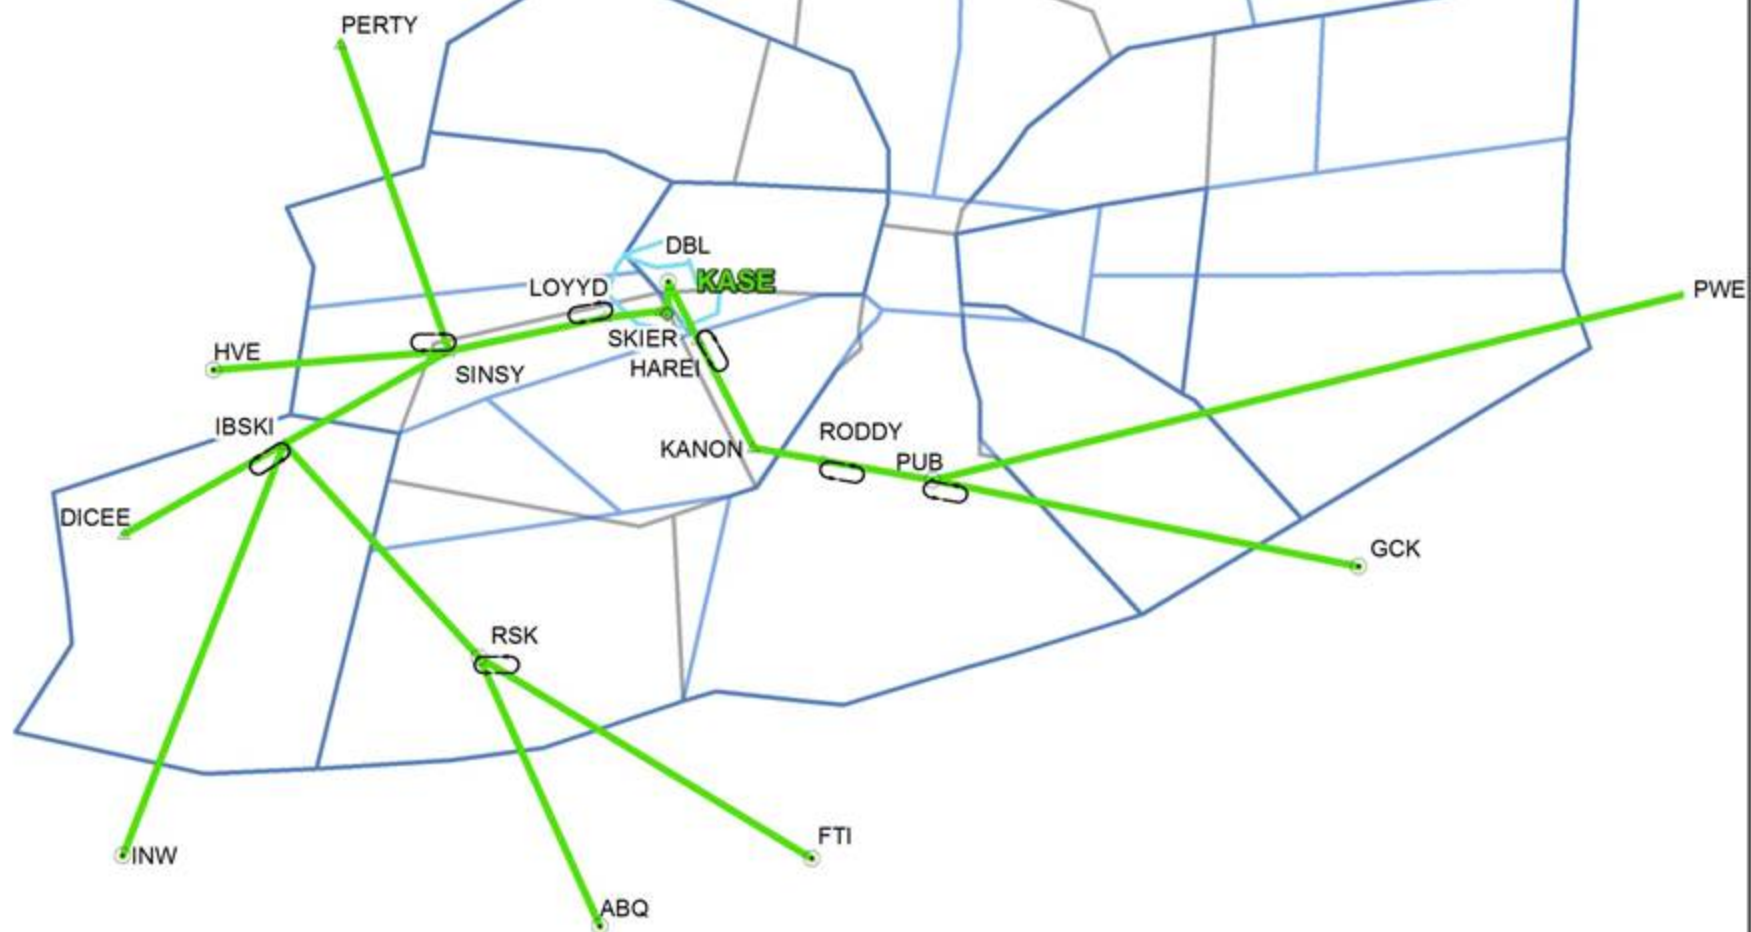 PERTY
DBL
KASE
LOYYD
PWE
SKIER
HVE
HAREI
SINSY
IBSKI
RODDY
KANON
PUB
DICEE
GCK
RSK
FTI
INW
ABQ